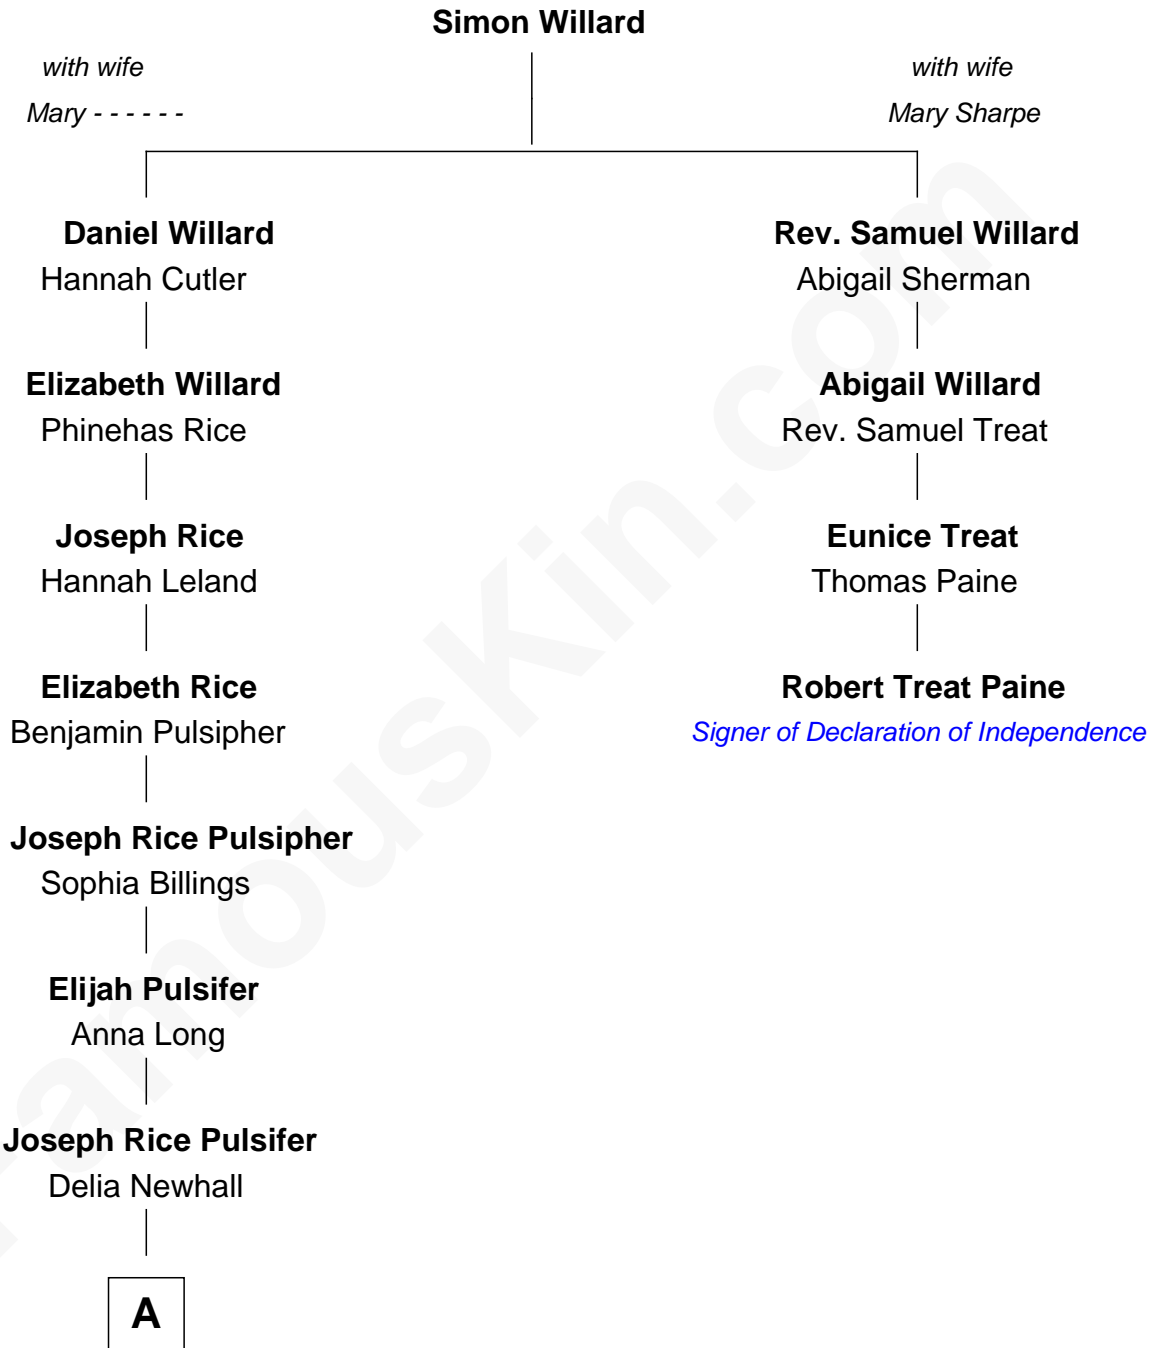 Simon Willard
with wife
Mary - - - - - -
with wife
Mary Sharpe
Daniel Willard
Hannah Cutler
Rev. Samuel Willard
Abigail Sherman
Elizabeth Willard
Phinehas Rice
Abigail Willard
Rev. Samuel Treat
Joseph Rice
Hannah Leland
Eunice Treat
Thomas Paine
Elizabeth Rice
Benjamin Pulsipher
Robert Treat Paine
Signer of Declaration of Independence
Joseph Rice Pulsipher
Sophia Billings
Elijah Pulsifer
Anna Long
Joseph Rice Pulsifer
Delia Newhall
A
FamousKin.com